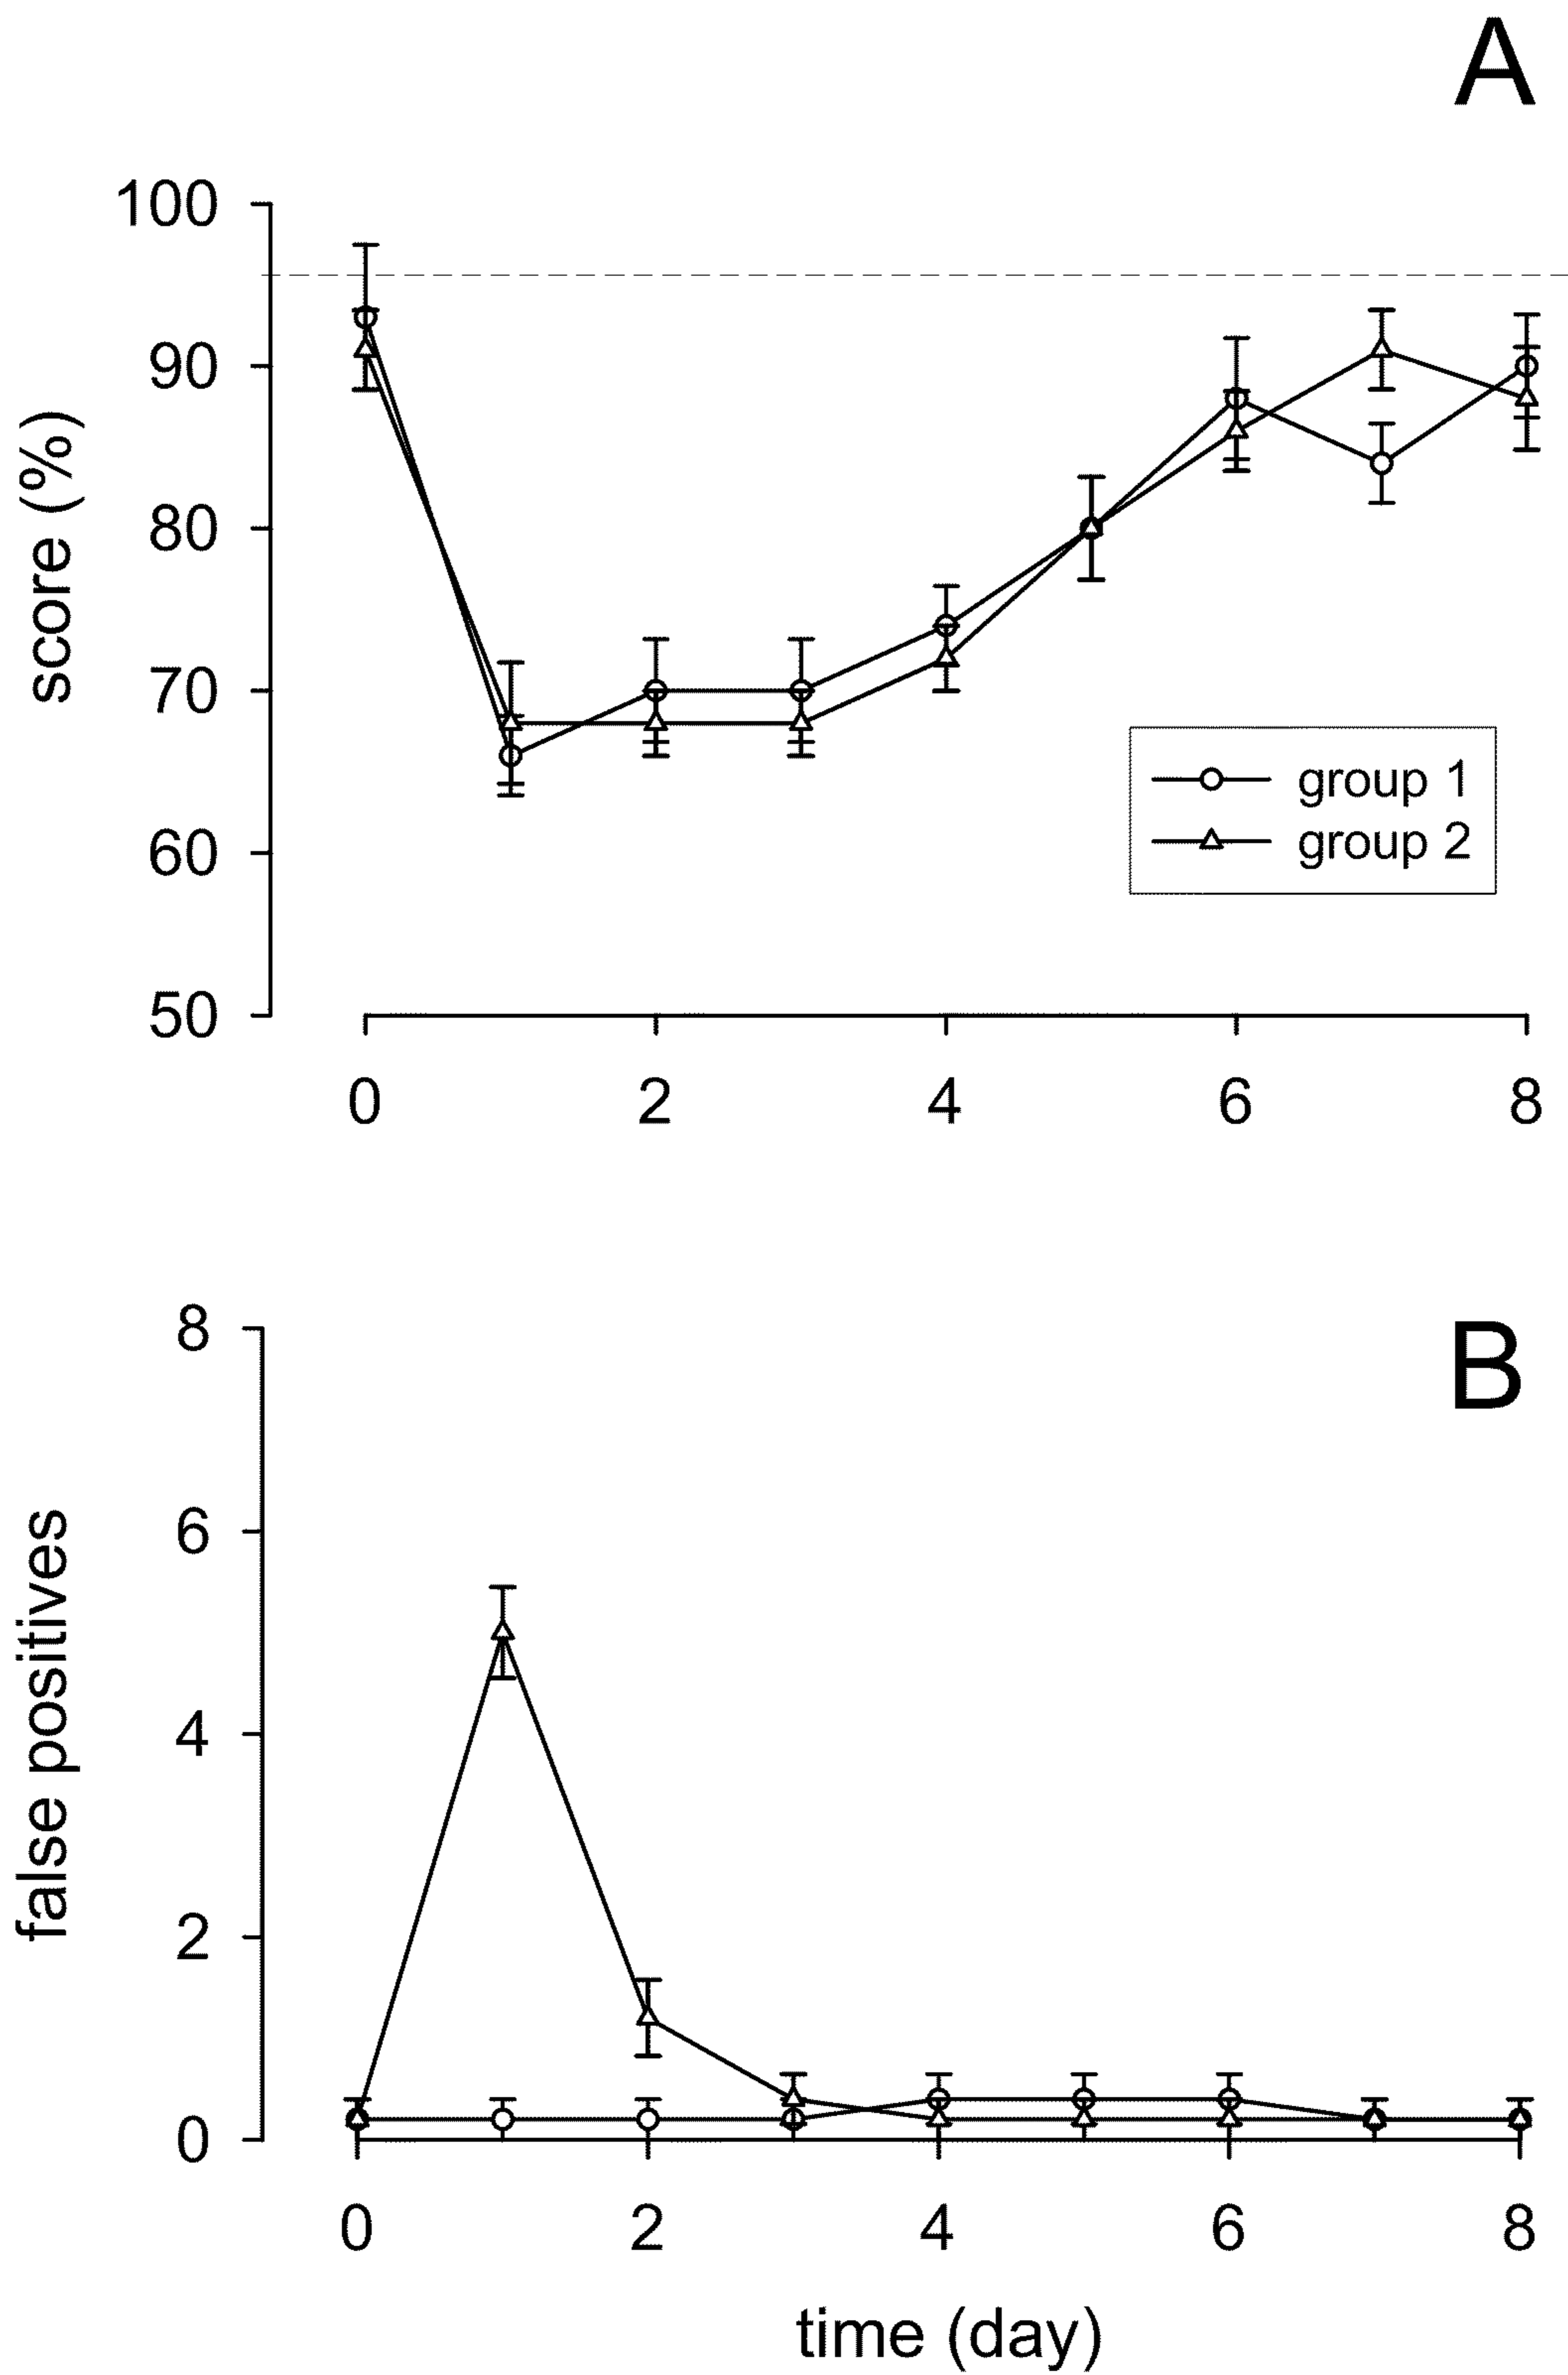 A
100
90
80
70
60
50
score (%)
group 1
group 2
0 2 4 6 8
B
8
6
4
2
0
false positives
0 2 4 6 8
time (day)